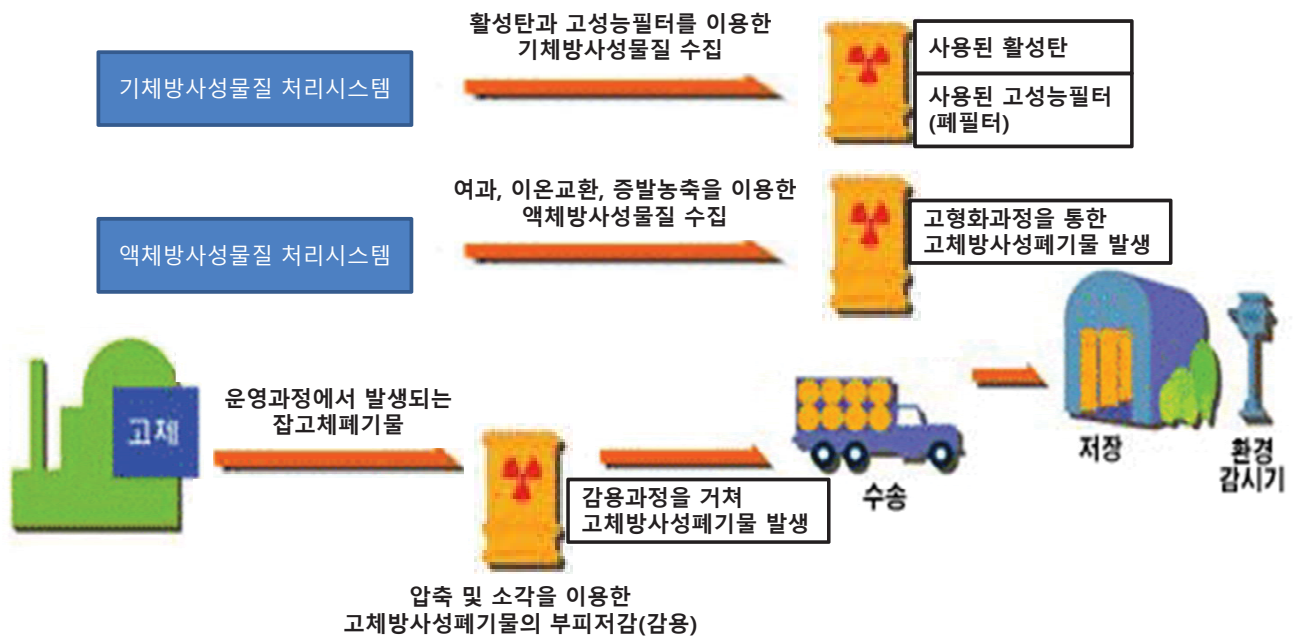 활성탄과 고성능필터를 이용한
기체방사성물질 수집
기체방사성물질 처리시스템
사용된 활성탄
사용된 고성능필터
(폐필터)
여과, 이온교환, 증발농축을 이용한
액체방사성물질 수집
액체방사성물질 처리시스템
고형화과정을 통한
고체방사성폐기물 발생
고체
운영과정에서 발생되는
잡고체폐기물
감용과정을 거쳐
고체방사성폐기물 발생
수송
저장
환경
감시기
압축 및 소각을 이용한
고체방사성폐기물의 부피저감(감용)